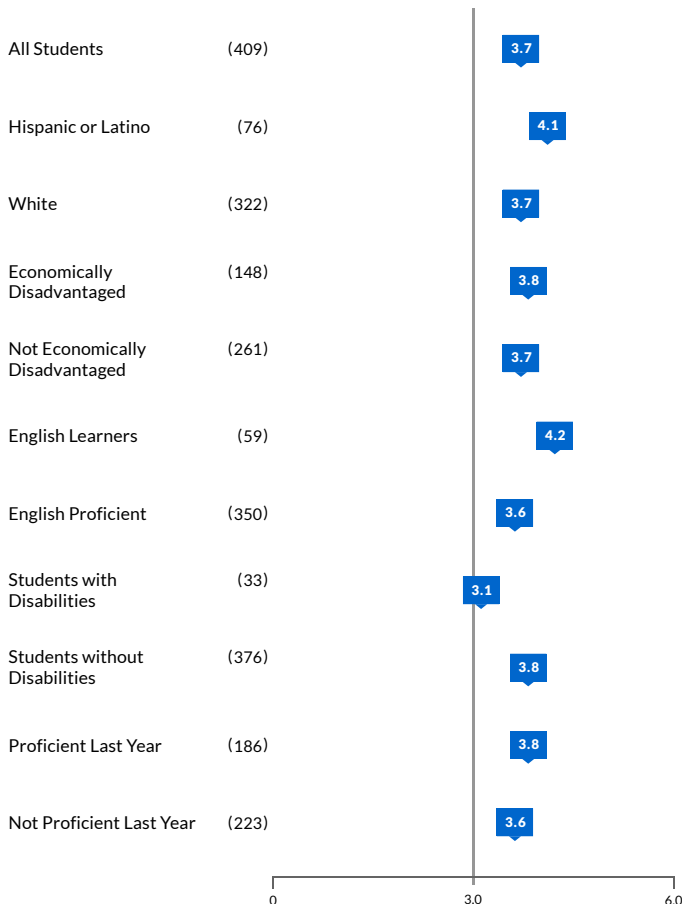 All Students (409) 3.7
Hispanic or Latino (76) 4.1
White (322) 3.7
Economically
Disadvantaged
(148) 3.8
Not Economically
Disadvantaged
(261) 3.7
English Learners (59) 4.2
English Proficient (350) 3.6
Students with
Disabilities
(33) 3.1
Students without
Disabilities
(376) 3.8
Proficient Last Year (186) 3.8
Not Proficient Last Year (223) 3.6
0 3.0 6.0